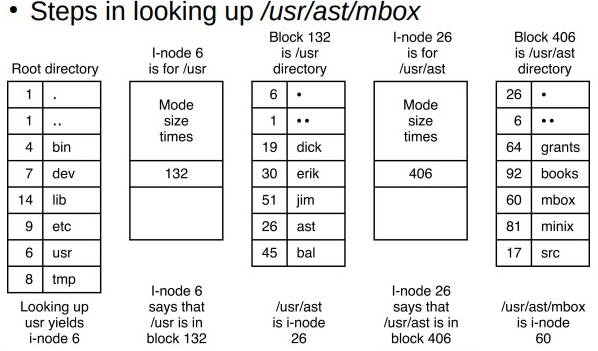 • Steps in looking up /usr/ast/mbox
Root directory
1 .
1 ..
4 bin
7 dev
14 lib
9 etc
6 usr
8 tmp
Looking up
usr yields
i-node 6
I-node 6
is for /usr
Mode
size
times
132
I-node 6
says that
/usr is in
block 132
Block 132
is /usr
directory
6 •
1 ••
19 dick
30 erik
51 jim
26 ast
45 bal
/usr/ast
is i-node
26
I-node 26
is for
/usr/ast
Mode
size
times
406
I-node 26
says that
/usr/ast is in
block 406
Block 406
is /usr/ast
directory
26 •
6 ••
64 grants
92 books
60 mbox
81 minix
17 src
/usr/ast/mbox
is i-node
60